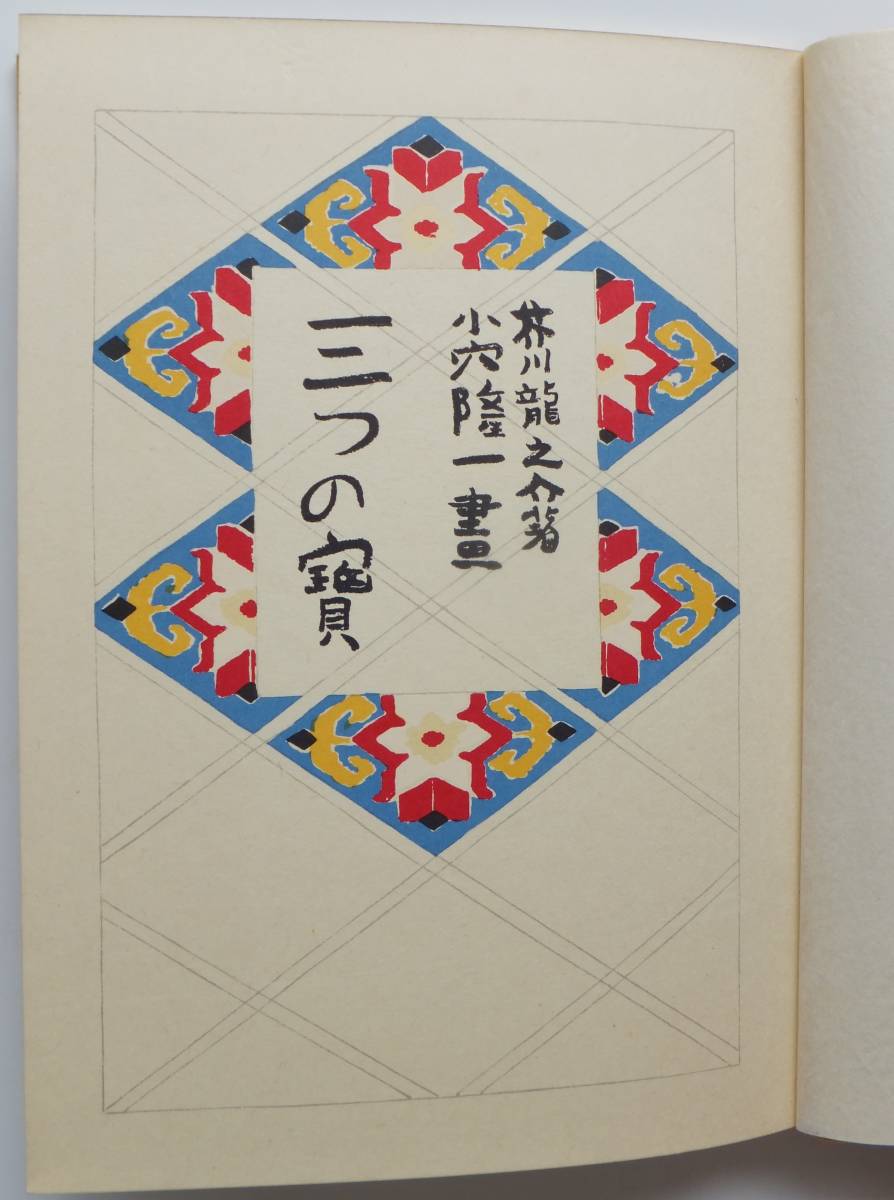 芥川龍之介著
小穴隆一畫
三つの寶